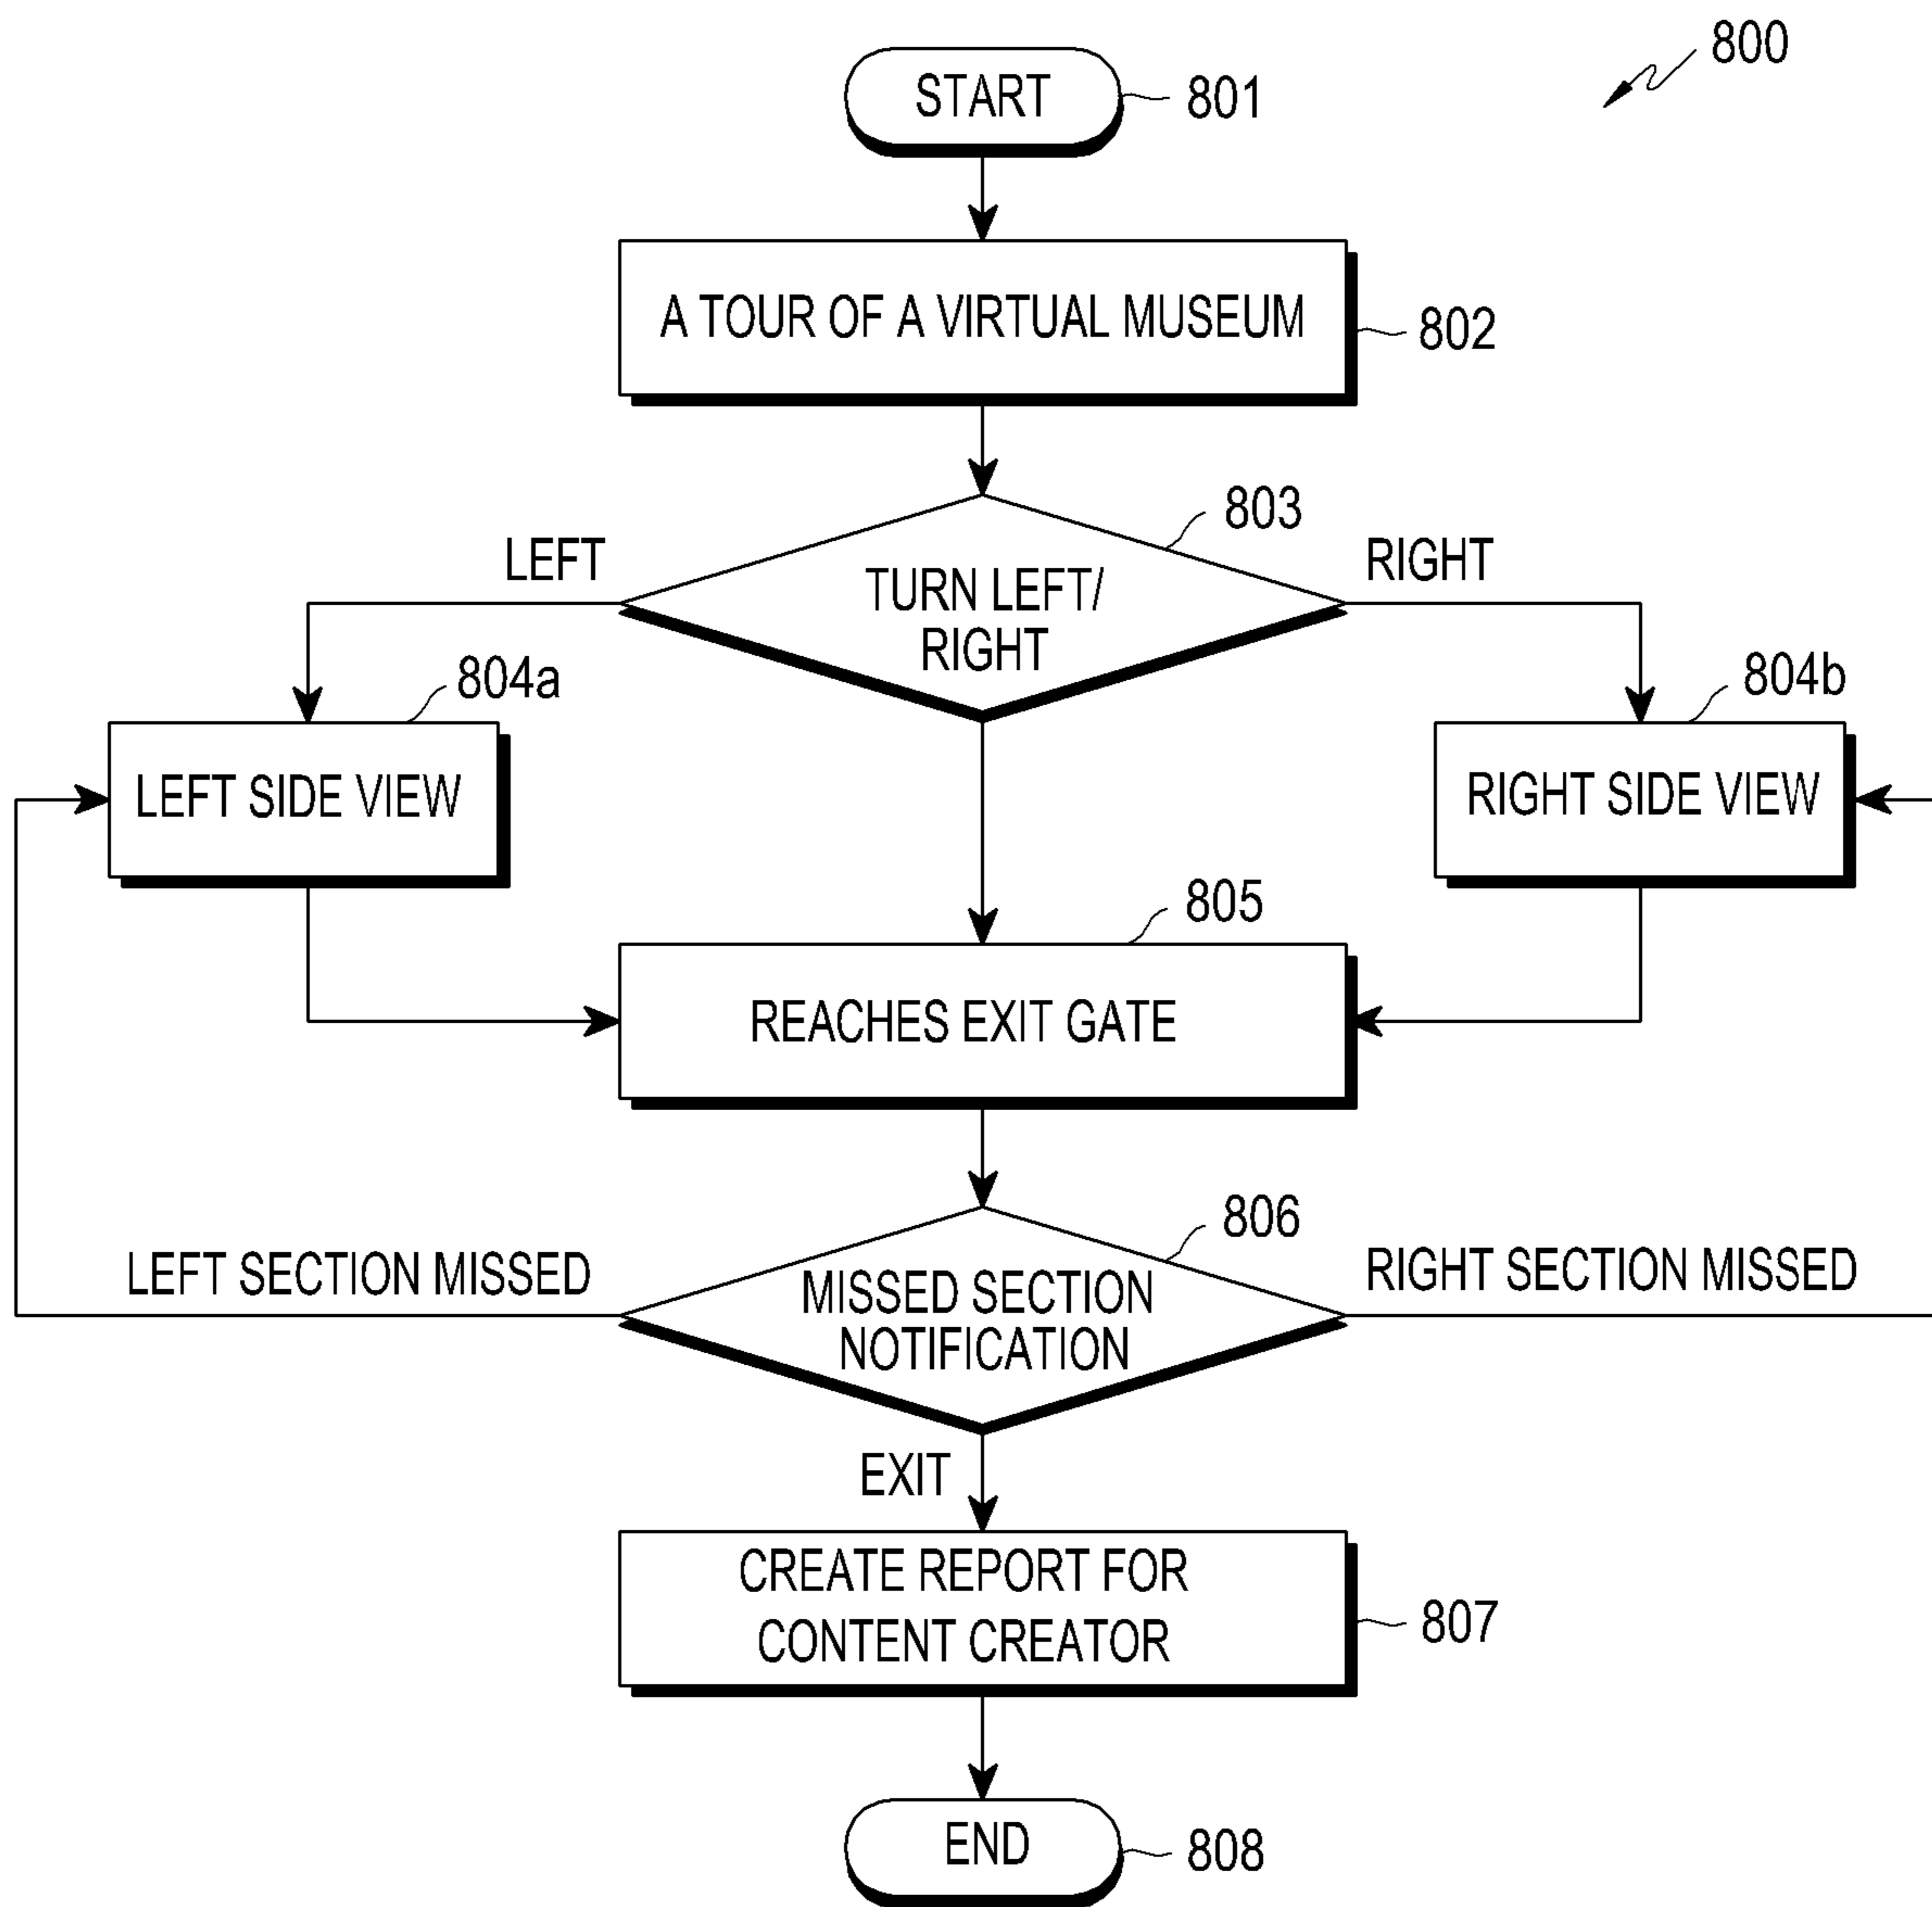 800
START
801
A TOUR OF A VIRTUAL MUSEUM
802
803
LEFT
RIGHT
TURN LEFT/
RIGHT
804a
804b
LEFT SIDE VIEW
RIGHT SIDE VIEW
805
REACHES EXIT GATE
806
LEFT SECTION MISSED
RIGHT SECTION MISSED
MISSED SECTION
NOTIFICATION
EXIT
CREATE REPORT FOR
CONTENT CREATOR
807
END
808